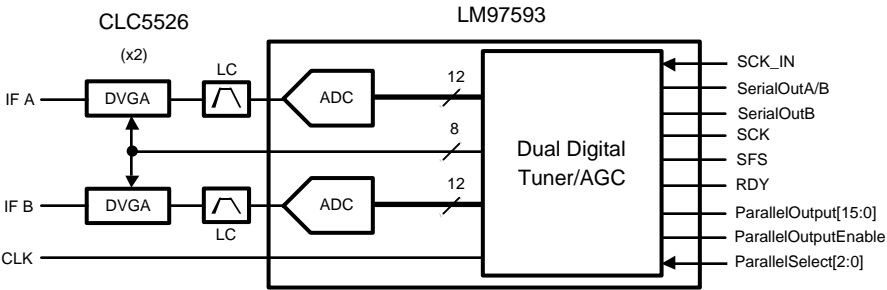 CLC5526
(x2)
LM97593
IF A
DVGA
LC
ADC
12
8
IF B
DVGA
LC
ADC
12
CLK
Dual Digital
Tuner/AGC
SCK_IN
SerialOutA/B
SerialOutB
SCK
SFS
RDY
ParallelOutput[15:0]
ParallelOutputEnable
ParallelSelect[2:0]